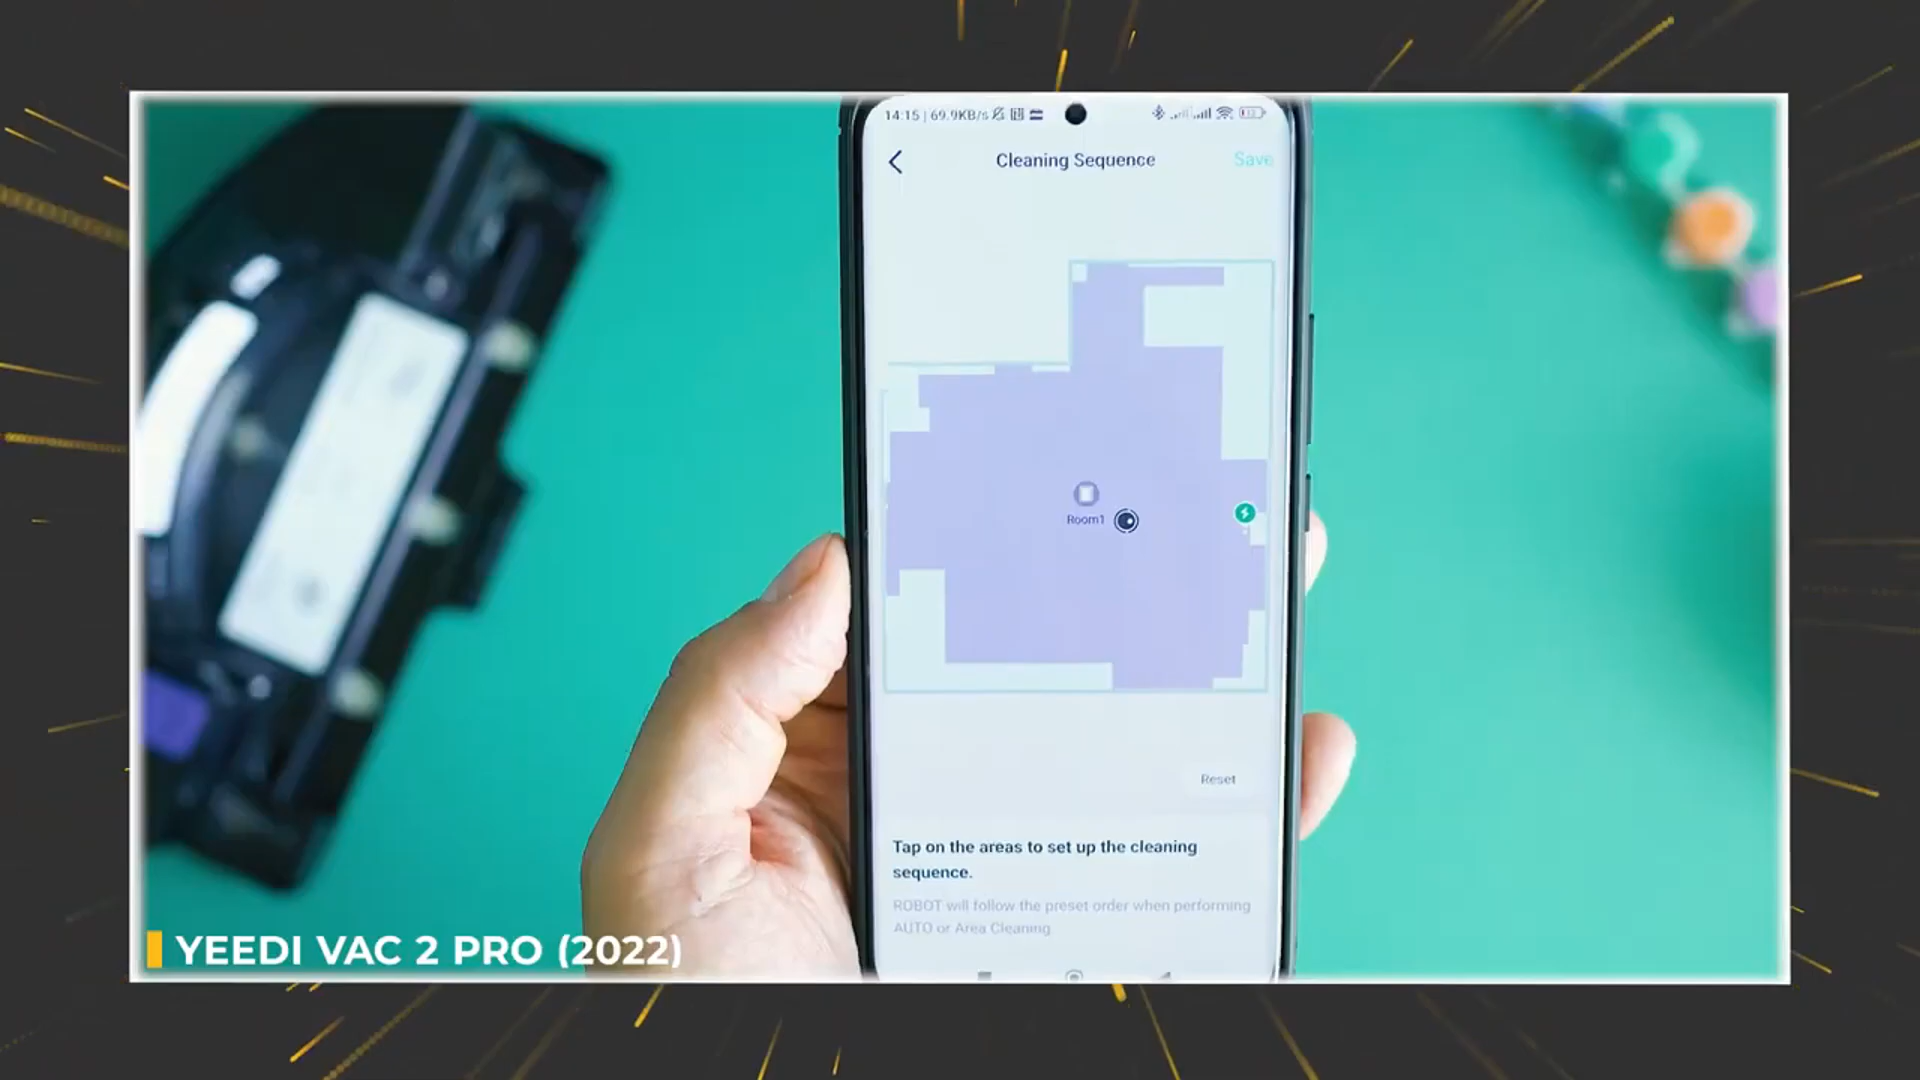 14:15 | 69.9KB/s
Cleaning Sequence
Save
Room1
Reset
Tap on the areas to set up the cleaning
sequence.
ROBOT will follow the preset order when performing
AUTO or Area Cleaning
YEEDI VAC 2 PRO (2022)